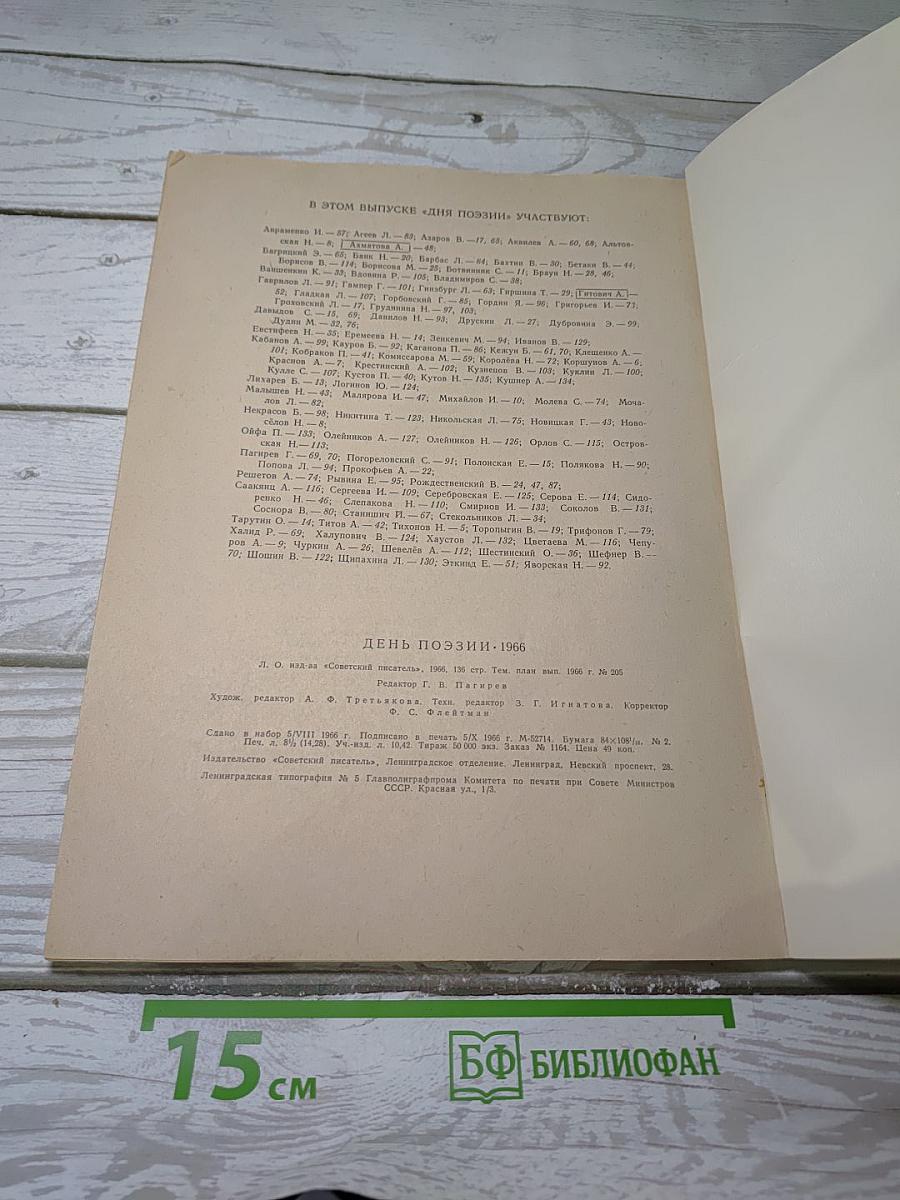 В ЭТОМ ВЫПУСКЕ «ДНЯ ПОЭЗИИ» УЧАСТВУЮТ:
Авраменко И. — 57; Агеев Л. — 83; Азаров В. —17, 65; Аквилев А. — 60, 68; Альтов-
ская Н. — 8; Ахматова А. — 48;
Багрицкий Э. — 65; Банк Н. — 20; Барбас Л. — 84; Бахтин В. — 30; Бетаки В. — 44;
Борисов В. — 114; Борисова М. — 25; Ботвинник С. — 11; Браун Н. — 28, 46;
Ваншенкин К. — 33; Вдовина Р. — 105; Владимиров С. — 38;
Гаврилов Л. — 91; Гампер Г. — 101; Гинзбург Л. — 63; Гиршина Т. — 29; Гитович А. —
52; Гладкая Л. — 107; Горбовский Г. — 85; Гордин Я. — 96; Григорьев И. — 73;
Гроховский Л. — 17; Грудинина Н. — 97, 103;
Давыдов С. — 15, 69; Данилов Н. — 93; Друскин Л. — 27; Дубровина Э. — 99;
Дудин М. — 32, 76;
Евстифеев Н. — 35; Еремеева Н. — 14; Зенкевич М. — 94; Иванов В. — 129;
Кабанов А. — 99; Кауров Б. — 92; Каганова П. — 86; Кежун Б. — 61, 70; Клещенко А. —
101; Кобраков П. — 41; Комиссарова М. — 59; Королёва Н. — 72; Коршунов А. — 6;
Краснов А. — 7; Крестинский А. — 102; Кузнецов В. — 103; Куклин Л. — 100;
Кулле С. — 107; Кустов П. — 40; Кутов Н. — 135; Кушнер А. — 134;
Лихарев Б. — 13; Логинов Ю. — 124;
Малышев Н. — 43; Малярова И. — 47; Михайлов И. — 10; Молева С. — 74; Моча-
лов Л. — 82;
Некрасов Б. — 98; Никитина Т. — 123; Никольская Л. — 75; Новицкая Г. — 43; Ново-
сёлов Н. — 8;
Ойфа П. — 133; Олейников А. — 127; Олейников Н. — 126; Орлов С. — 115; Остров-
ская Н. — 113;
Пагирев Г. — 69, 70; Погореловский С. — 91; Полонская Е. — 15; Полякова Н. — 90;
Попова Л. — 94; Прокофьев А. — 22;
Решетов А. — 74; Рывина Е. — 95; Рождественский В. — 24, 47, 87;
Саакянц А. — 116; Сергеева И. — 109; Серебровская Е. — 125; Серова Е. — 114; Сидо-
ренко Н. — 46; Слепакова Н. — 110; Смирнов И. — 133; Соколов В. — 131;
Соснора В. — 80; Станишич И. — 67; Стекольников Л. — 34;
Тарутин О. — 14; Титов А. — 42; Тихонов Н. — 5; Торопыгин В. — 19; Трифонов Г. — 79;
Халид Р. — 69; Халупович В. — 124; Хаустов Л. — 132; Цветаева М. — 116; Чепу-
ров А. — 9; Чуркин А. — 26; Шевелёв А. — 112; Шестинский О. — 36; Шефнер В. —
70; Шошин В. — 122; Щипахина Л. — 130; Эткинд Е. — 51; Яворская Н. — 92.
ДЕНЬ ПОЭЗИИ • 1966
Л. О. изд-ва «Советский писатель», 1966, 136 стр. Тем. план вып. 1966 г. № 205
Редактор Г. В. Пагирев
Худож. редактор А. Ф. Третьякова. Техн. редактор З. Г. Игнатова. Корректор
Ф. С. Флейтман
Сдано в набор 5/VIII 1966 г. Подписано в печать 5/X 1966 г. М-52714. Бумага 84×108¹/₁₆. № 2.
Печ. л. 8½ (14,28). Уч.-изд. л. 10,42. Тираж 50 000 экз. Заказ № 1164. Цена 49 коп.
Издательство «Советский писатель», Ленинградское отделение. Ленинград, Невский проспект, 28.
Ленинградская типография № 5 Главполиграфпрома Комитета по печати при Совете Министров
СССР. Красная ул., 1/3.
15 см
БФ БИБЛИОФАН